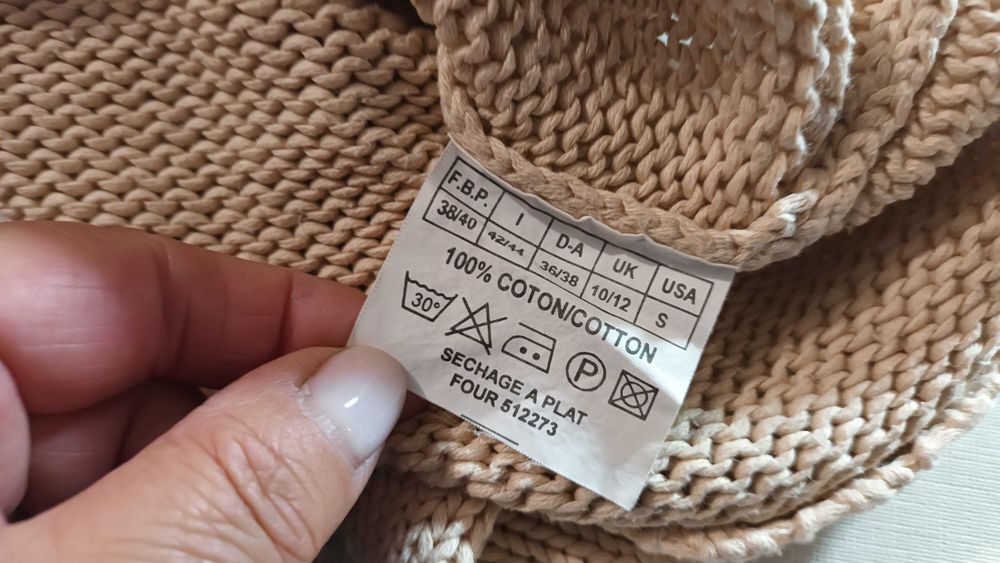 F.B.P. I D-A UK USA
38/40 42/44 36/38 10/12 S
100% COTON/COTTON
30° P
SECHAGE A PLAT
FOUR 512273